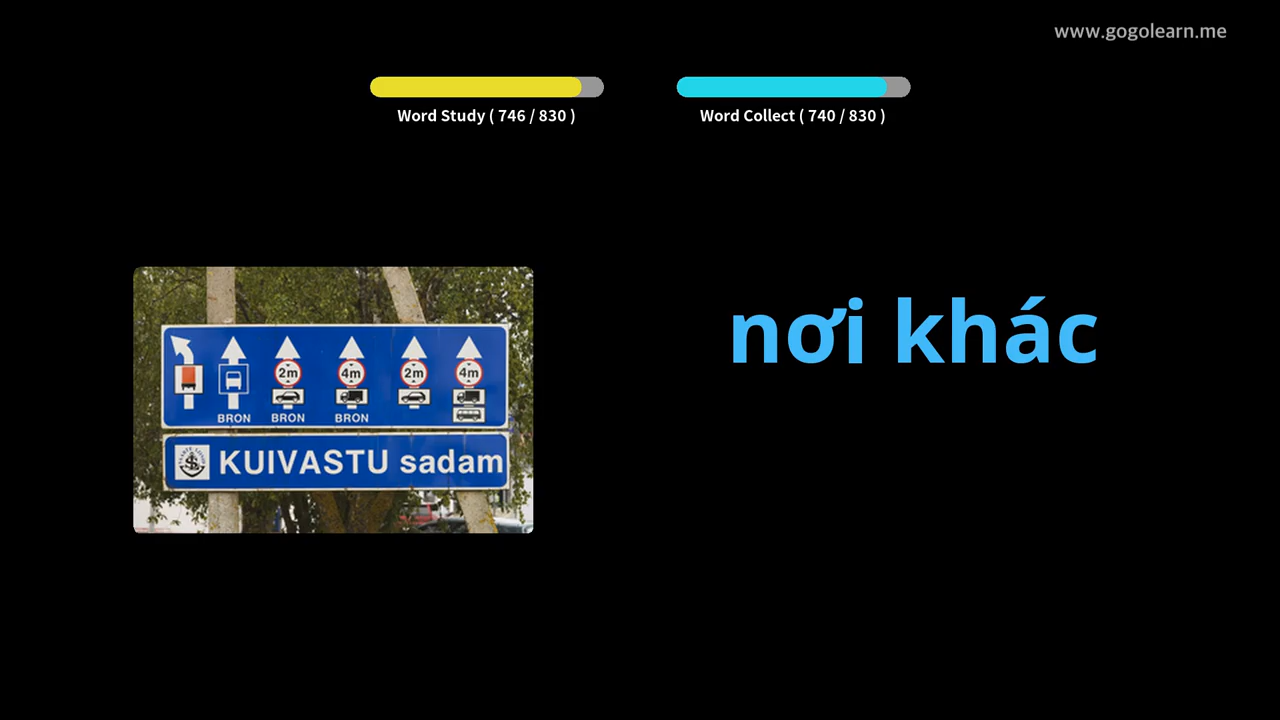 www.gogolearn.me
Word Study ( 746 / 830 )
Word Collect ( 740 / 830 )
nơi khác
2m
4m
2m
4m
BRON
BRON
BRON
KUIVASTU sadam